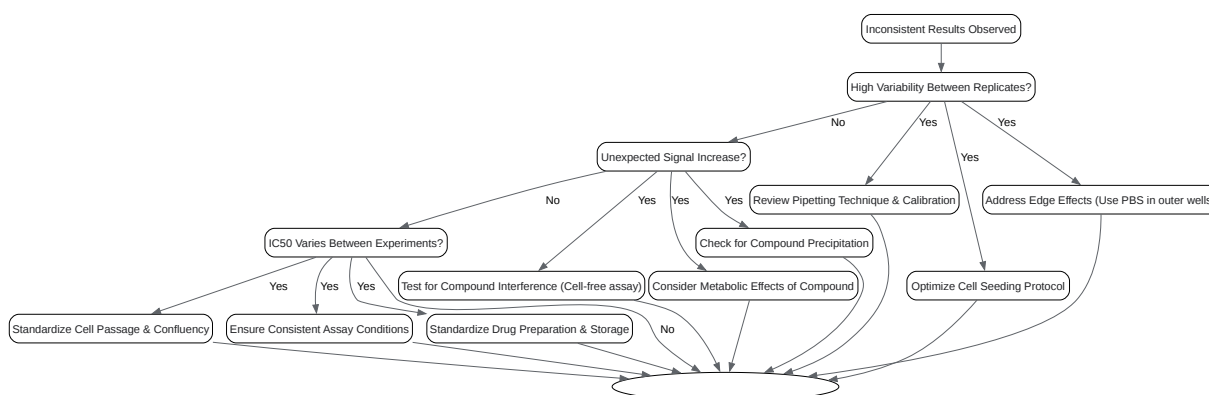 Inconsistent Results Observed
High Variability Between Replicates?
No
Yes
Yes
Yes
Unexpected Signal Increase?
Review Pipetting Technique & Calibration
Address Edge Effects (Use PBS in outer wells
No
Yes
Yes
Yes
IC50 Varies Between Experiments?
Check for Compound Precipitation
Test for Compound Interference (Cell-free assay)
Consider Metabolic Effects of Compound
Optimize Cell Seeding Protocol
Yes
Yes
Yes
No
Standardize Cell Passage & Confluency
Ensure Consistent Assay Conditions
Standardize Drug Preparation & Storage